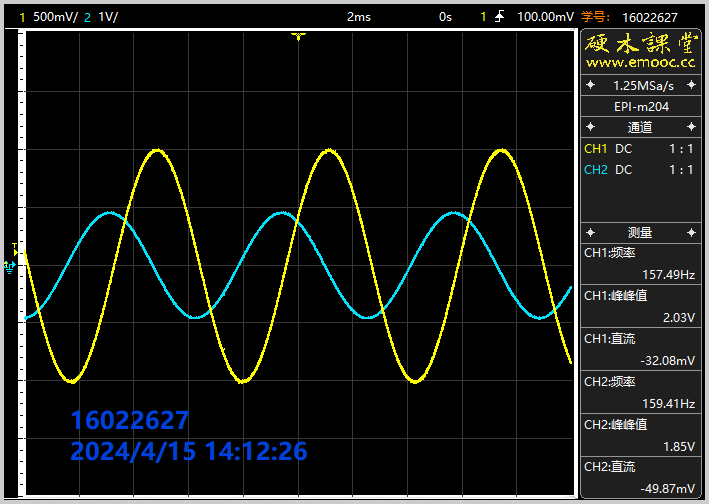 1 500mV/ 2 1V/ 2ms 0s 1 100.00mV 学号: 16022627
硬木課堂
www.emooc.cc
1.25MSa/s
EPI-m204
通道
CH1 DC 1 : 1
CH2 DC 1 : 1
测量
CH1:频率
157.49Hz
CH1:峰峰值
2.03V
CH1:直流
-32.08mV
CH2:频率
159.41Hz
CH2:峰峰值
1.85V
CH2:直流
-49.87mV
T
16022627
2024/4/15 14:12:26